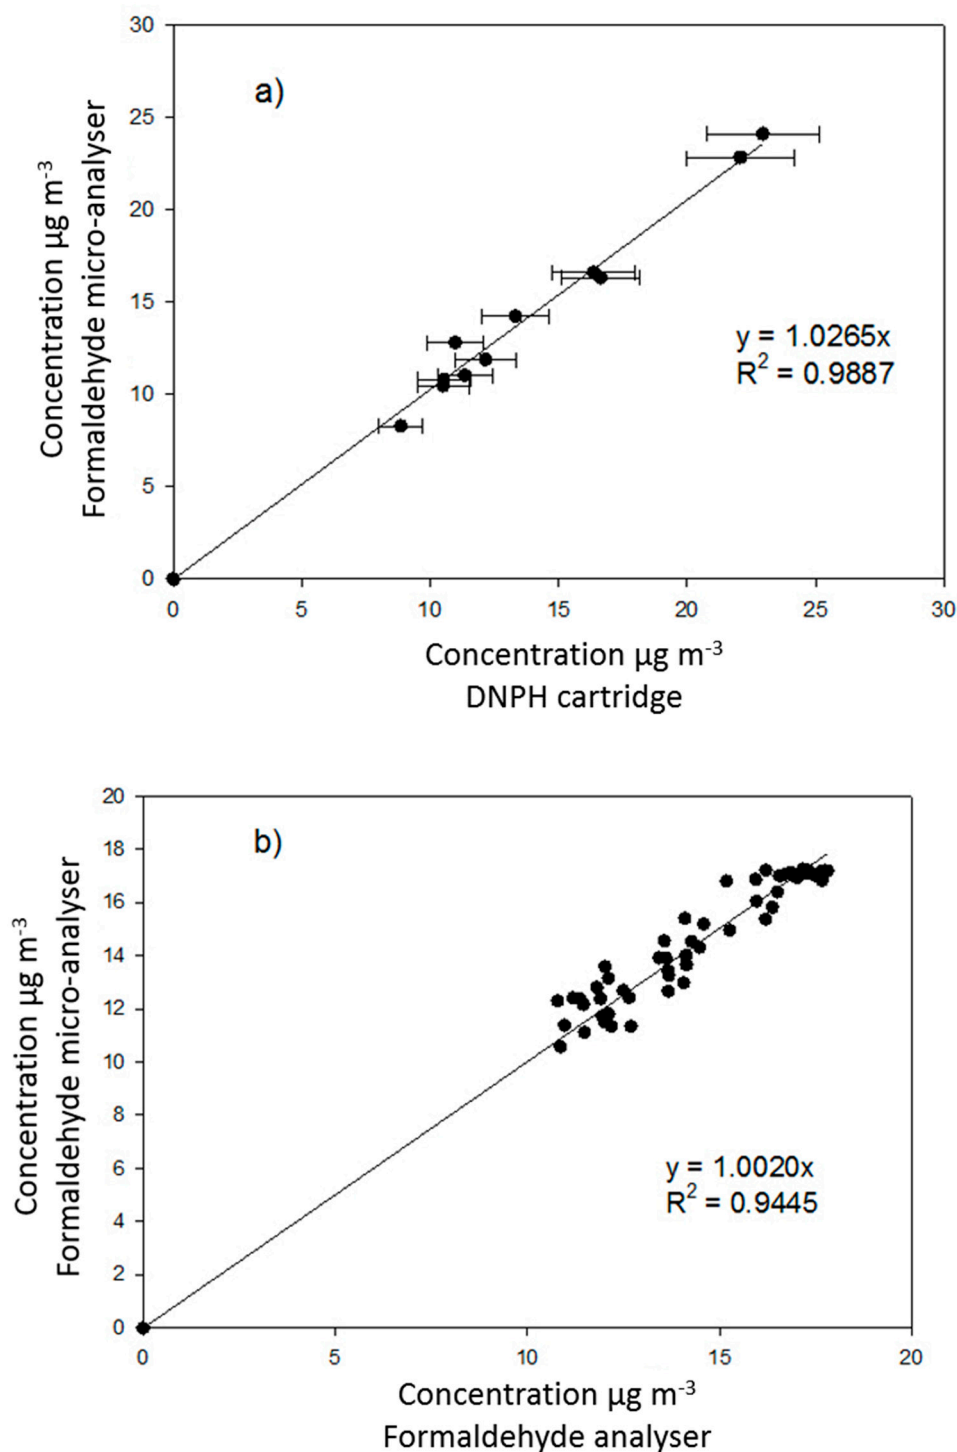 a)
30
25
20
15
10
5
0
Concentration µg m⁻³
Formaldehyde micro-analyser
y = 1.0265x
R² = 0.9887
0 5 10 15 20 25 30
Concentration µg m⁻³
DNPH cartridge
b)
20
18
16
14
12
10
8
6
4
2
0
Concentration µg m⁻³
Formaldehyde micro-analyser
y = 1.0020x
R² = 0.9445
0 5 10 15 20
Concentration µg m⁻³
Formaldehyde analyser